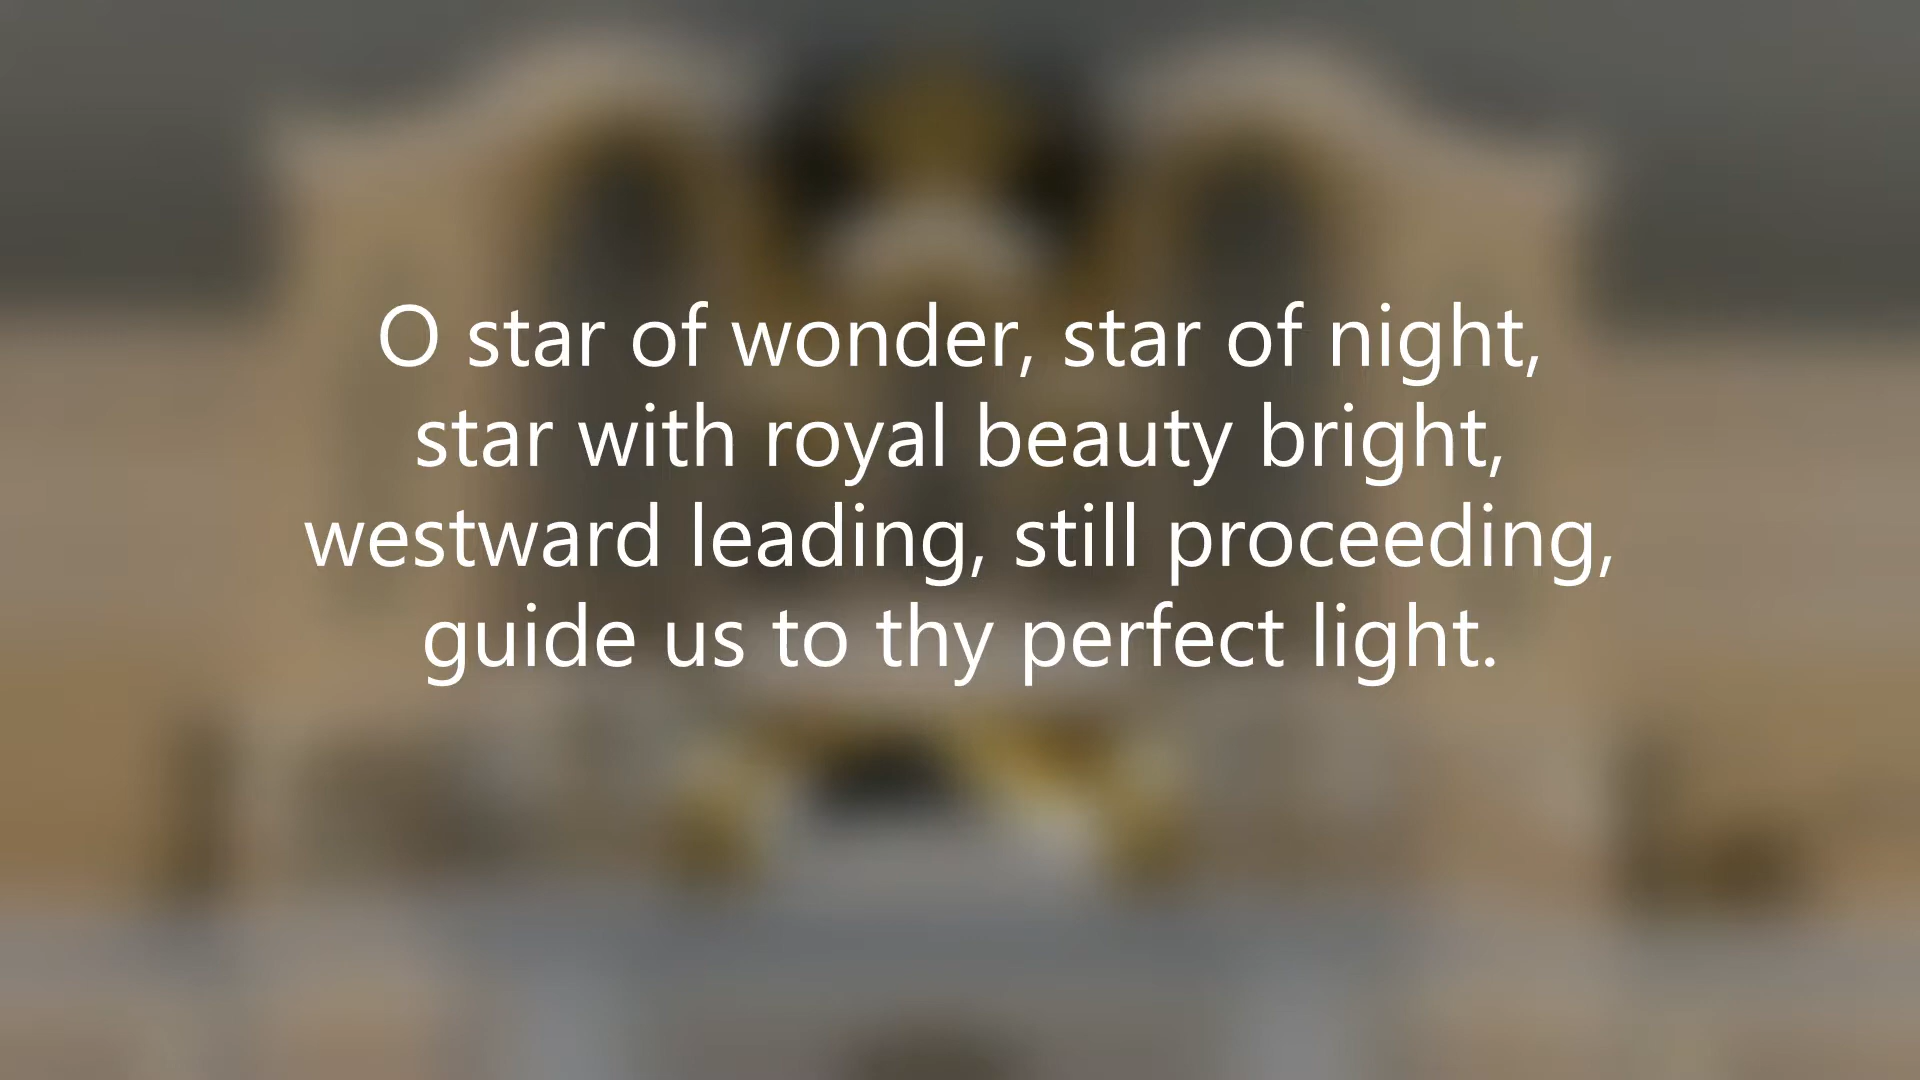 O star of wonder, star of night,
star with royal beauty bright,
westward leading, still proceeding,
guide us to thy perfect light.